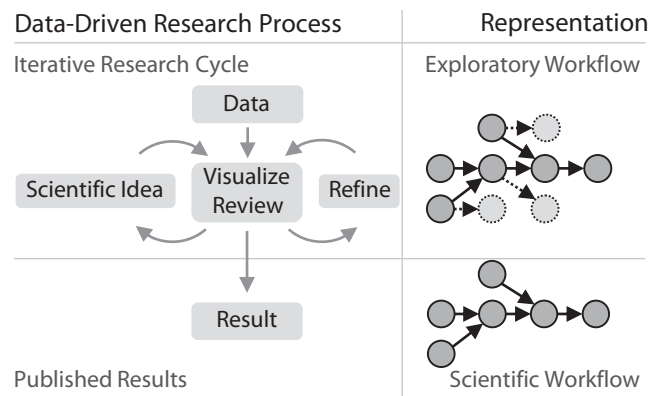 Data-Driven Research Process
Representation
Iterative Research Cycle
Exploratory Workflow
Data
Scientific Idea
Visualize
Review
Refine
Result
Published Results
Scientific Workflow